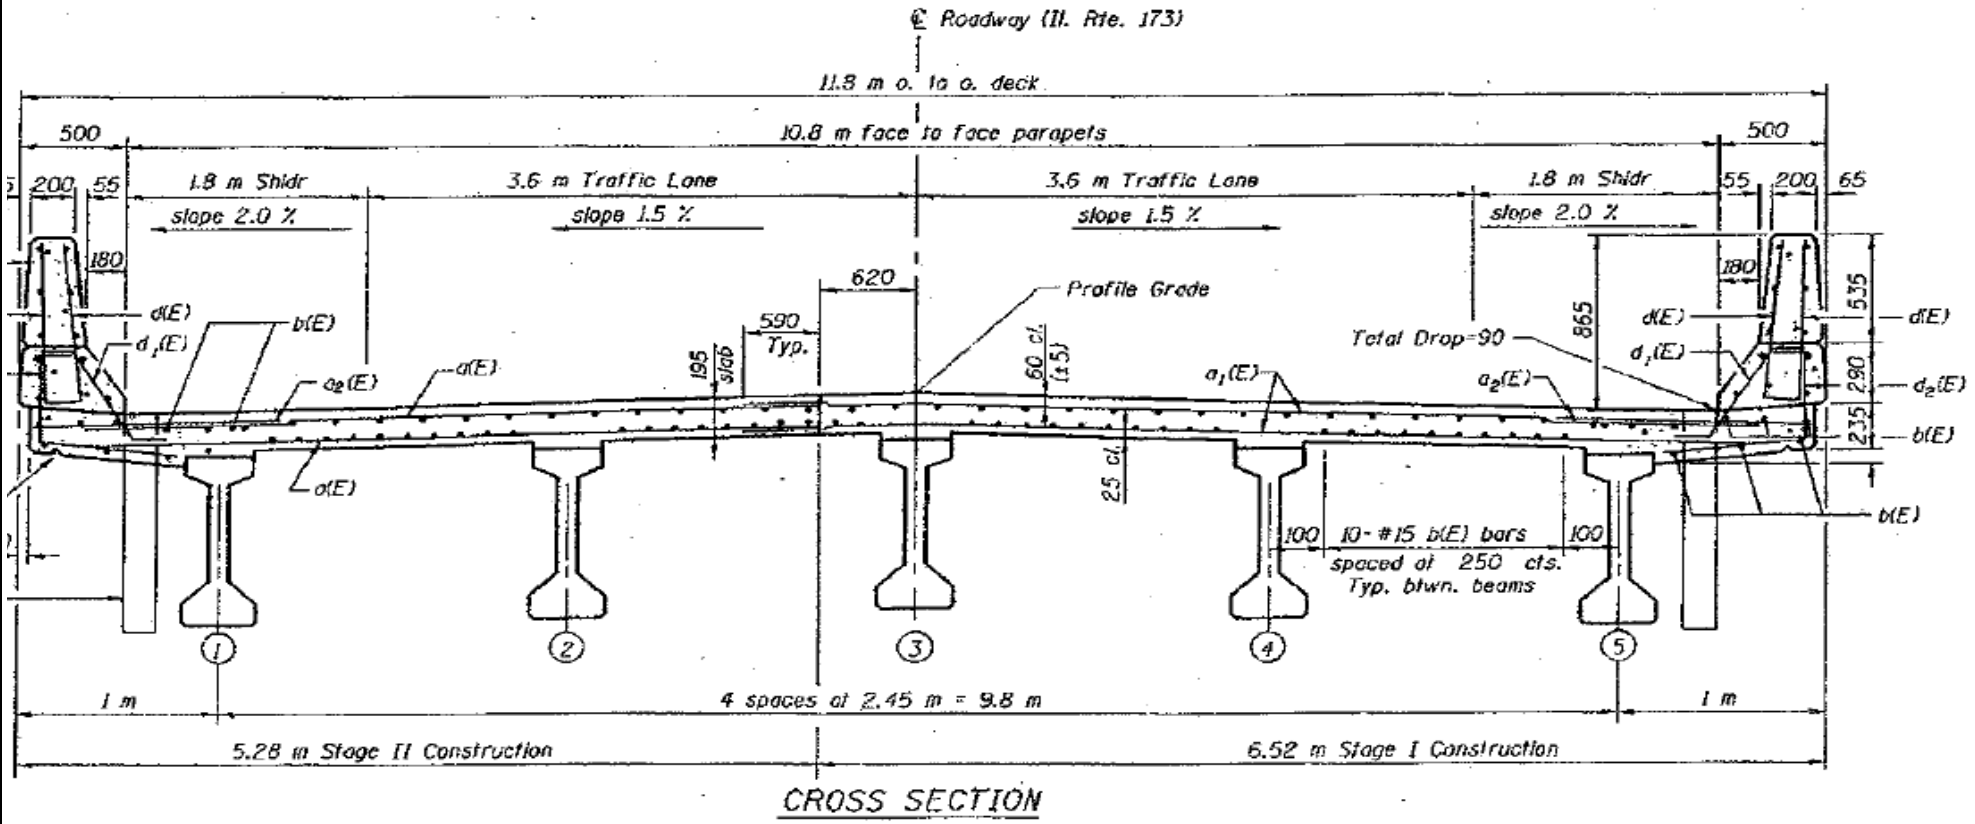 ℄ Roadway (Il. Rte. 173)
11.8 m o. to o. deck
500
10.8 m face to face parapets
500
200
55
1.8 m Shldr
3.6 m Traffic Lane
3.6 m Traffic Lane
1.8 m Shldr
55
200
65
slope 2.0 %
slope 1.5 %
slope 1.5 %
slope 2.0 %
180
620
Profile Grade
180
865
535
d(E)
b(E)
590
Typ.
195
slab
60 cl.
(±5)
Total Drop=90
d(E)
d(E)
d₁(E)
d₁(E)
a₂(E)
a(E)
a₁(E)
a₂(E)
290
d₂(E)
235
b(E)
a(E)
25 cl.
b(E)
100
10-#15 b(E) bars
100
spaced at 250 cts.
Typ. btwn. beams
1
2
3
4
5
1 m
4 spaces at 2.45 m = 9.8 m
1 m
5.28 m Stage II Construction
6.52 m Stage I Construction
CROSS SECTION